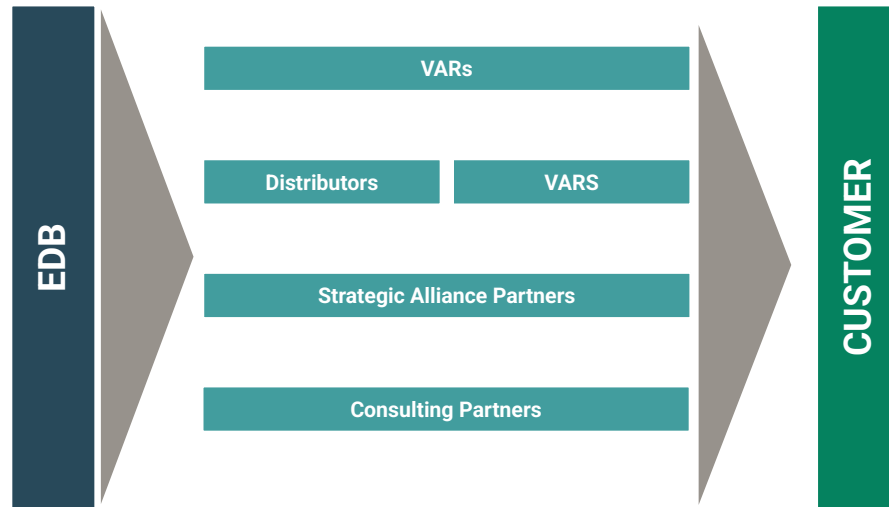 EDB
VARs
Distributors
VARS
Strategic Alliance Partners
Consulting Partners
CUSTOMER